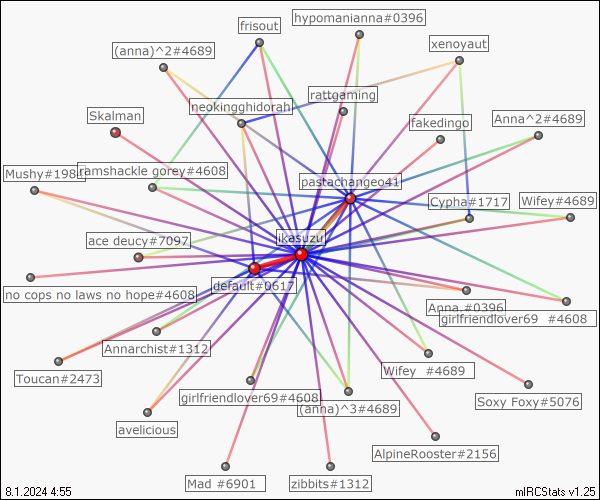 hypomanianna#0396
frisout
xenoyaut
(anna)^2#4689
rattgaming
neokingghidorah
Skalman
fakedingo
Anna^2#4689
Mushy#198
ramshackle gorey#4608
pastachangeo41
Cypha#1717
Wifey#4689
ikasuzu
ace deucy#7097
default#0617
no cops no laws no hope#4608
Anna #0396
girlfriendlover69 #4608
Annarchist#1312
Toucan#2473
Wifey #4689
girlfriendlover69#4608
(anna)^3#4689
Soxy Foxy#5076
avelicious
AlpineRooster#2156
Mad #6901
zibbits#1312
8.1.2024 4:55
mIRCStats v1.25